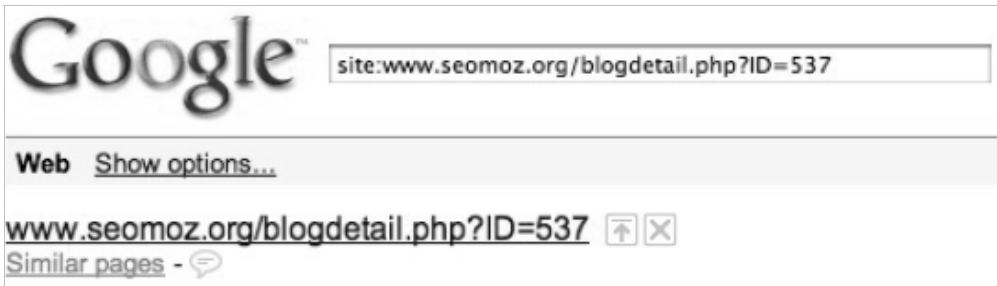 Google™
site:www.seomoz.org/blogdetail.php?ID=537
Web Show options...
www.seomoz.org/blogdetail.php?ID=537
Similar pages -